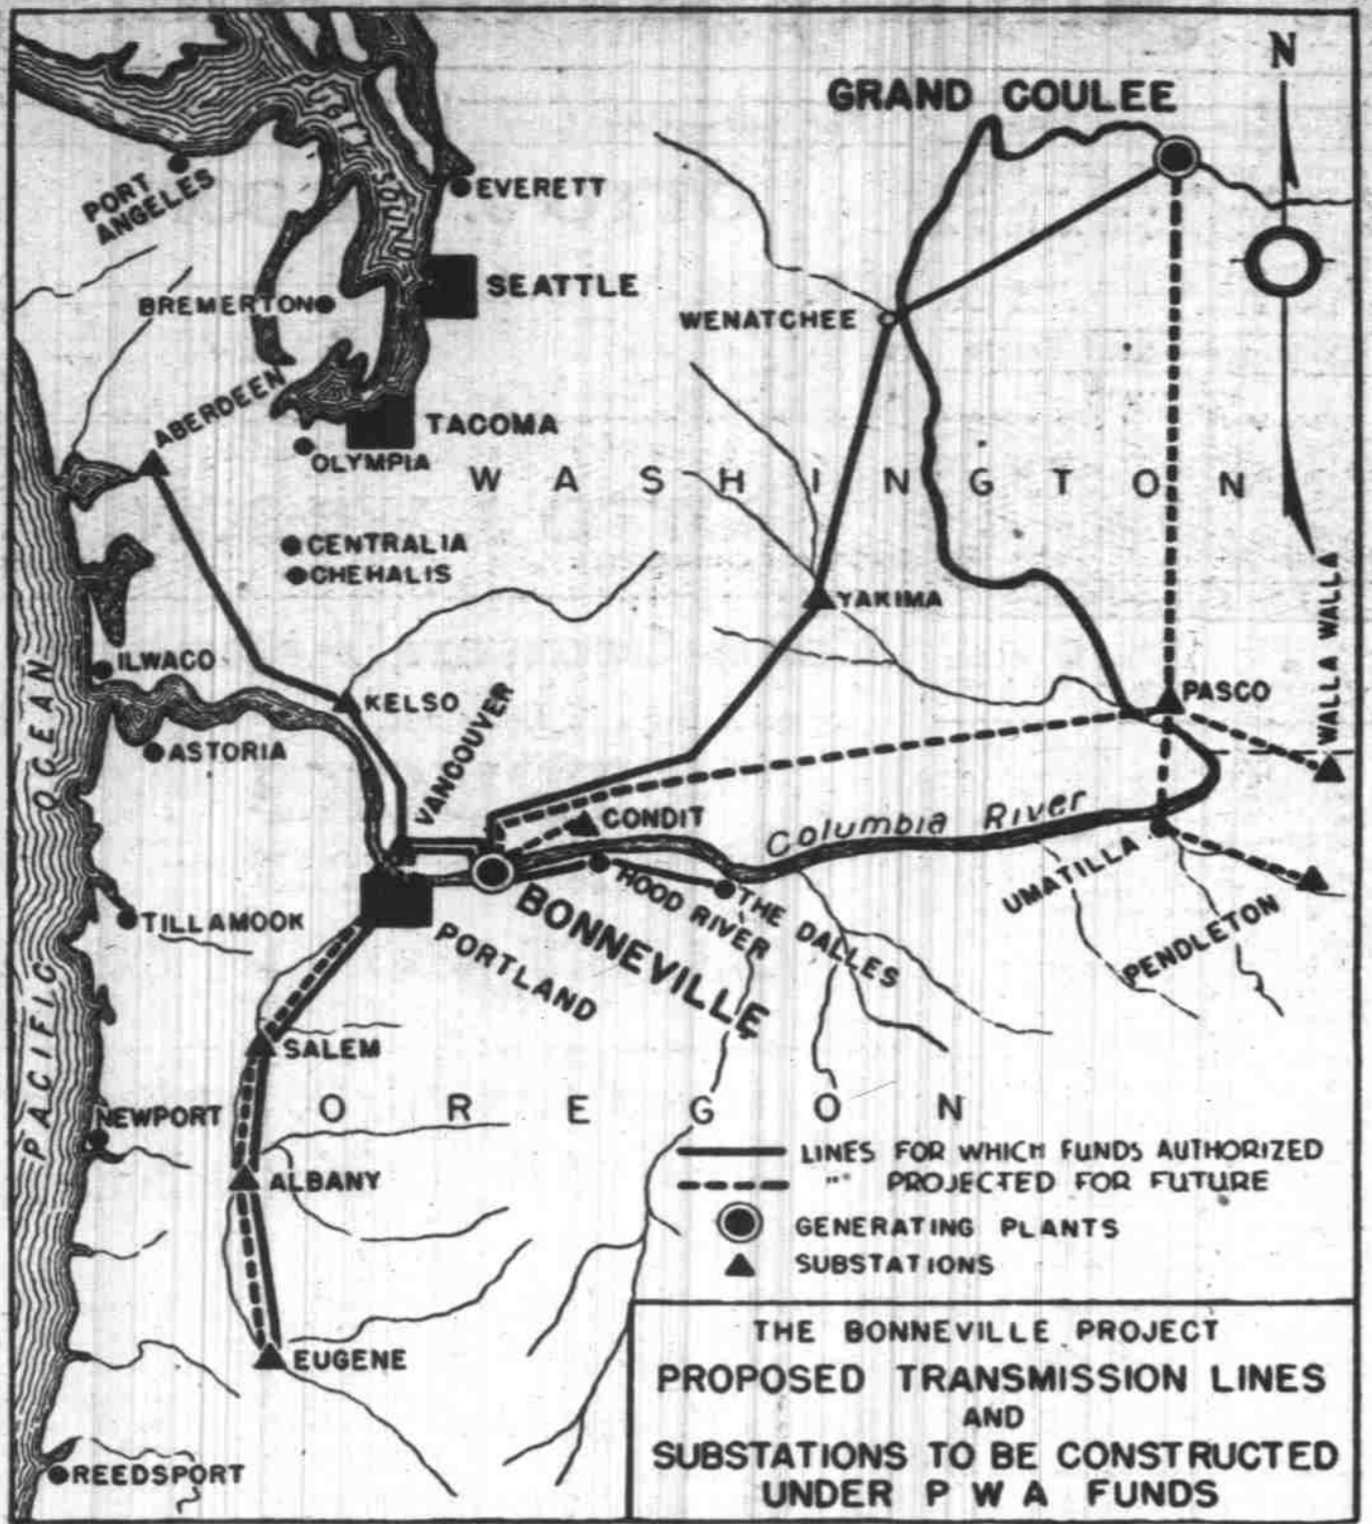 N
GRAND COULEE
PUGET SOUND
PORT
ANGELES
EVERETT
SEATTLE
BREMERTON
WENATCHEE
ABERDEEN
TACOMA
OLYMPIA
WASHINGTON
CENTRALIA
CHEHALIS
YAKIMA
WALLA WALLA
ILWACO
KELSO
PASCO
PACIFIC OCEAN
ASTORIA
VANCOUVER
CONDIT
Columbia River
UMATILLA
HOOD RIVER
THE DALLES
BONNEVILLE
PENDLETON
TILLAMOOK
PORTLAND
SALEM
NEWPORT
OREGON
ALBANY
LINES FOR WHICH FUNDS AUTHORIZED
" PROJECTED FOR FUTURE
GENERATING PLANTS
SUBSTATIONS
EUGENE
REEDSPORT
THE BONNEVILLE PROJECT
PROPOSED TRANSMISSION LINES
AND
SUBSTATIONS TO BE CONSTRUCTED
UNDER PWA FUNDS